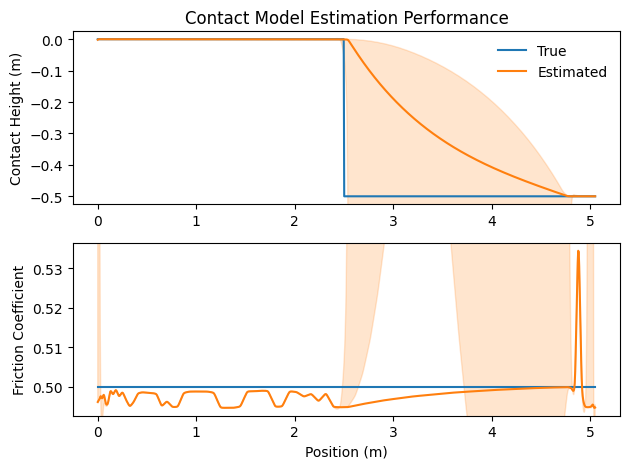 Contact Model Estimation Performance
Contact Height (m)
0.0
−0.1
−0.2
−0.3
−0.4
−0.5
True
Estimated
0 1 2 3 4 5
Friction Coefficient
0.53
0.52
0.51
0.50
0 1 2 3 4 5
Position (m)